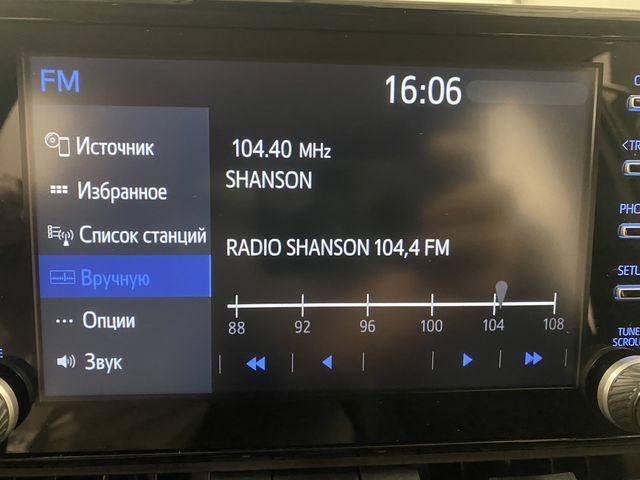 FM
16:06
Источник
Избранное
Список станций
Вручную
Опции
Звук
104.40 MHz
SHANSON
RADIO SHANSON 104,4 FM
88 92 96 100 104 108
SETU
TUNE
SCROLL